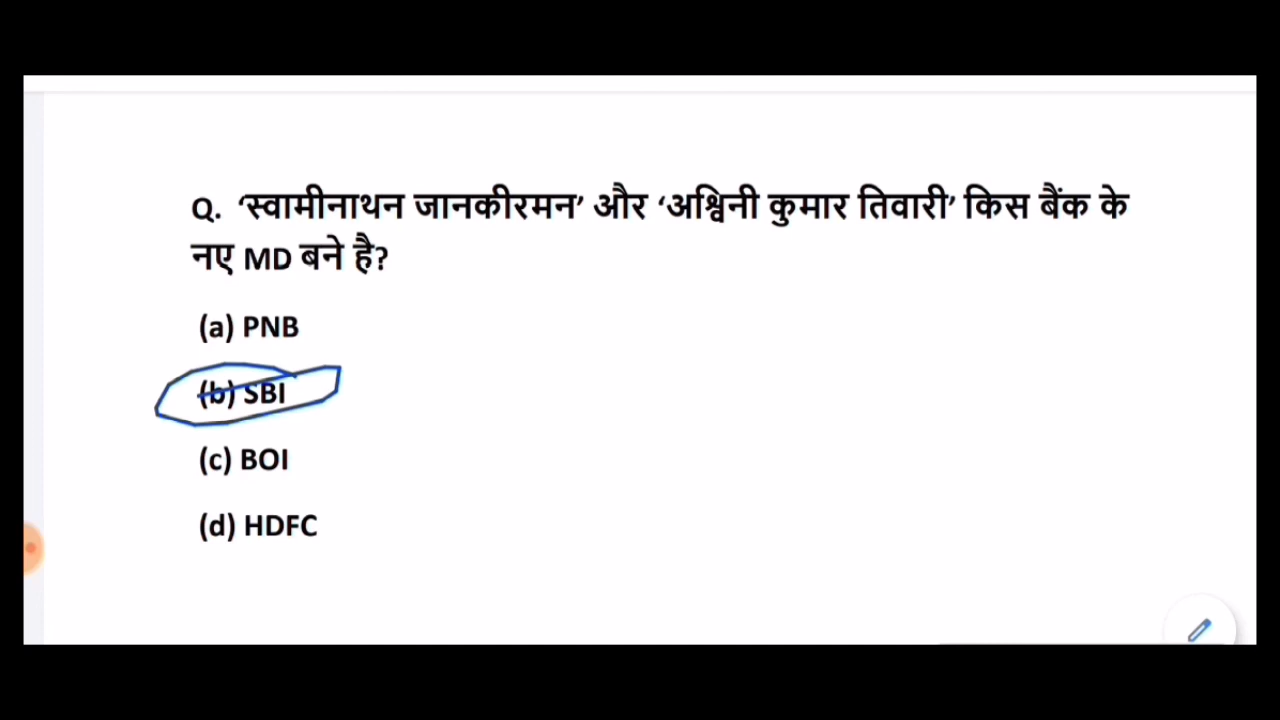 Q. ‘स्वामीनाथन जानकीरमन’ और ‘अश्विनी कुमार तिवारी’ किस बैंक के
नए MD बने है?
(a) PNB
(b) SBI
(c) BOI
(d) HDFC